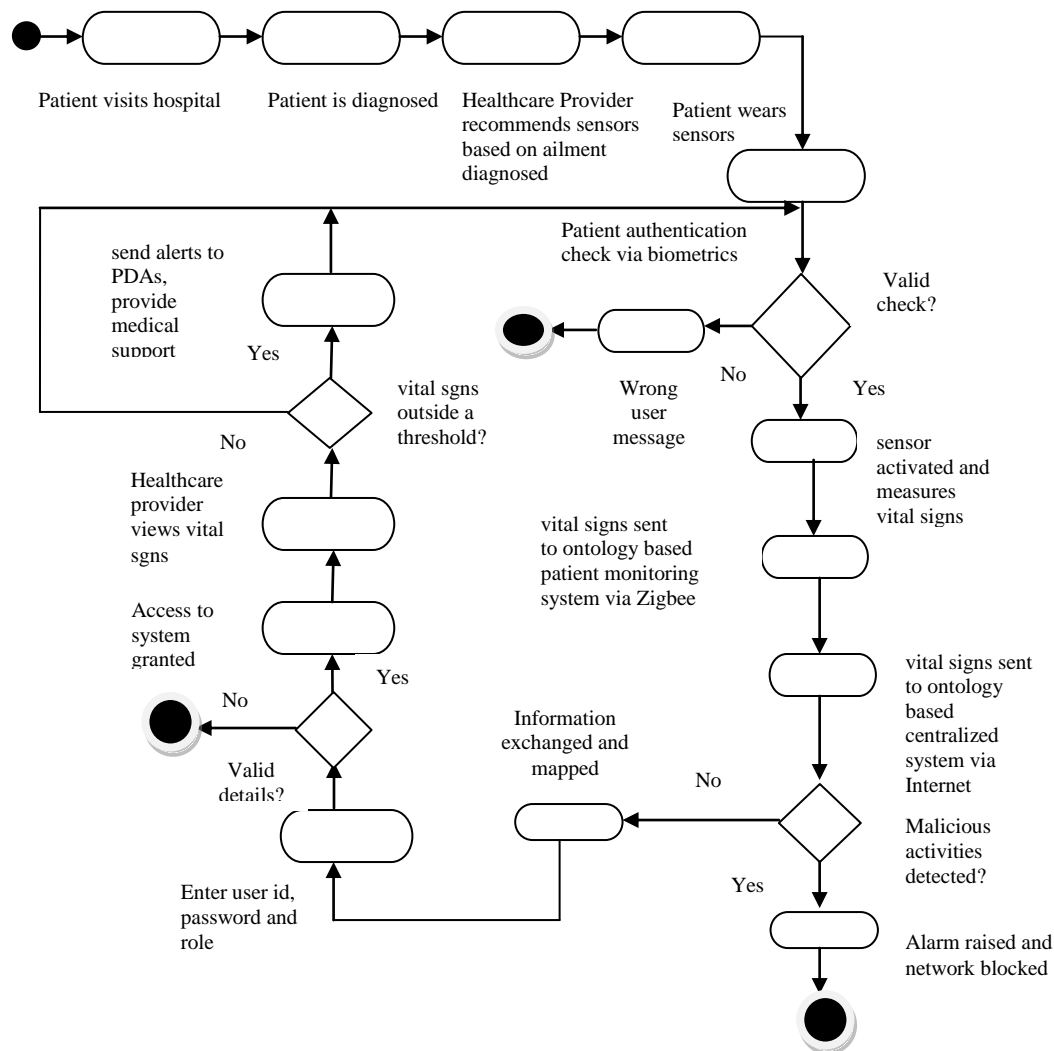 Patient visits hospital
Patient is diagnosed
Healthcare Provider
recommends sensors
based on ailment
diagnosed
Patient wears
sensors
Patient authentication
check via biometrics
Valid
check?
No
Yes
Wrong
user
message
sensor
activated and
measures
vital signs
vital signs sent
to ontology based
patient monitoring
system via Zigbee
vital signs sent
to ontology
based
centralized
system via
Internet
Malicious
activities
detected?
No
Yes
Alarm raised and
network blocked
Information
exchanged and
mapped
Enter user id,
password and
role
Valid
details?
No
Yes
Access to
system
granted
Healthcare
provider
views vital
sgns
vital sgns
outside a
threshold?
No
Yes
send alerts to
PDAs,
provide
medical
support